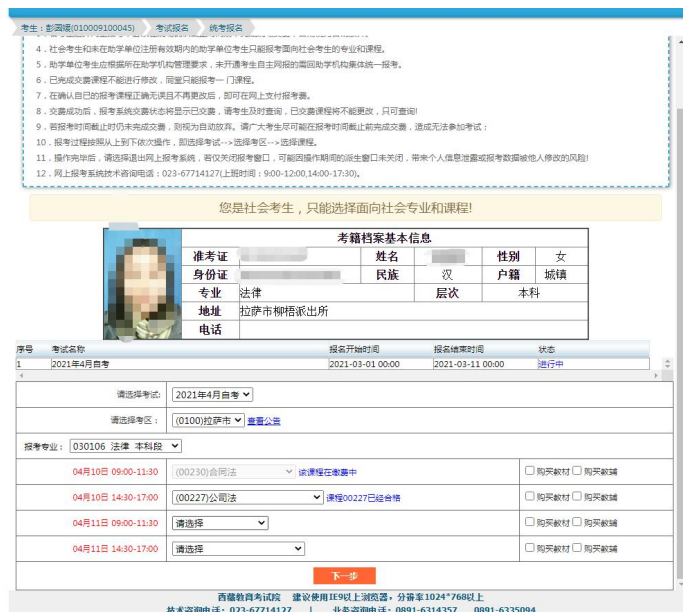 考生：彭囡媛(010009100045) 考试报名 统考报名
4．社会考生和未在助学单位注册有效期内的助学单位考生只能报考面向社会考生的专业和课程。
5．助学单位考生应根据所在助学机构管理要求，未开通考生自主网报的需回助学机构集体统一报考。
6．已完成交费课程不能进行修改，同堂只能报考一 门课程。
7．在确认自已的报考课程正确无误且不再更改后，即可在网上支付报考费。
8．交费成功后，报考系统交费状态将显示已交费，请考生及时查询，已交费课程将不能更改，只可查询!
9．若报考时间截止时仍未完成交费，则视为自动放弃。请广大考生尽可能在报考时间截止前完成交费，造成无法参加考试；
10．报考过程按照从上到下依次操作，即选择考试-->选择考区-->选择课程。
11．操作完毕后，请选择退出网上报考系统，若仅关闭报考窗口，可能因操作期间的派生窗口未关闭，带来个人信息泄露或报考数据被他人修改的风险!
12．网上报考系统技术咨询电话：023-67714127(上班时间：9:00-12:00,14:00-17:30)。
您是社会考生，只能选择面向社会专业和课程!
考籍档案基本信息
准考证 姓名 性别 女
身份证 民族 汉 户籍 城镇
专业 法律 层次 本科
地址 拉萨市柳梧派出所
电话
序号 考试名称 报名开始时间 报名结束时间 状态
1 2021年4月自考 2021-03-01 00:00 2021-03-11 00:00 进行中
请选择考试: 2021年4月自考
请选择考区： (0100)拉萨市 查看公告
报考专业： 030106 法律 本科段
04月10日 09:00-11:30 (00230)合同法 该课程在缴费中 购买教材 购买教辅
04月10日 14:30-17:00 (00227)公司法 课程00227已经合格 购买教材 购买教辅
04月11日 09:00-11:30 请选择 购买教材 购买教辅
04月11日 14:30-17:00 请选择 购买教材 购买教辅
下一步
西藏教育考试院 建议使用IE9以上浏览器，分辨率1024*768以上
技术咨询电话：023-67714127 | 业务咨询电话：0891-6314357 0891-6335094